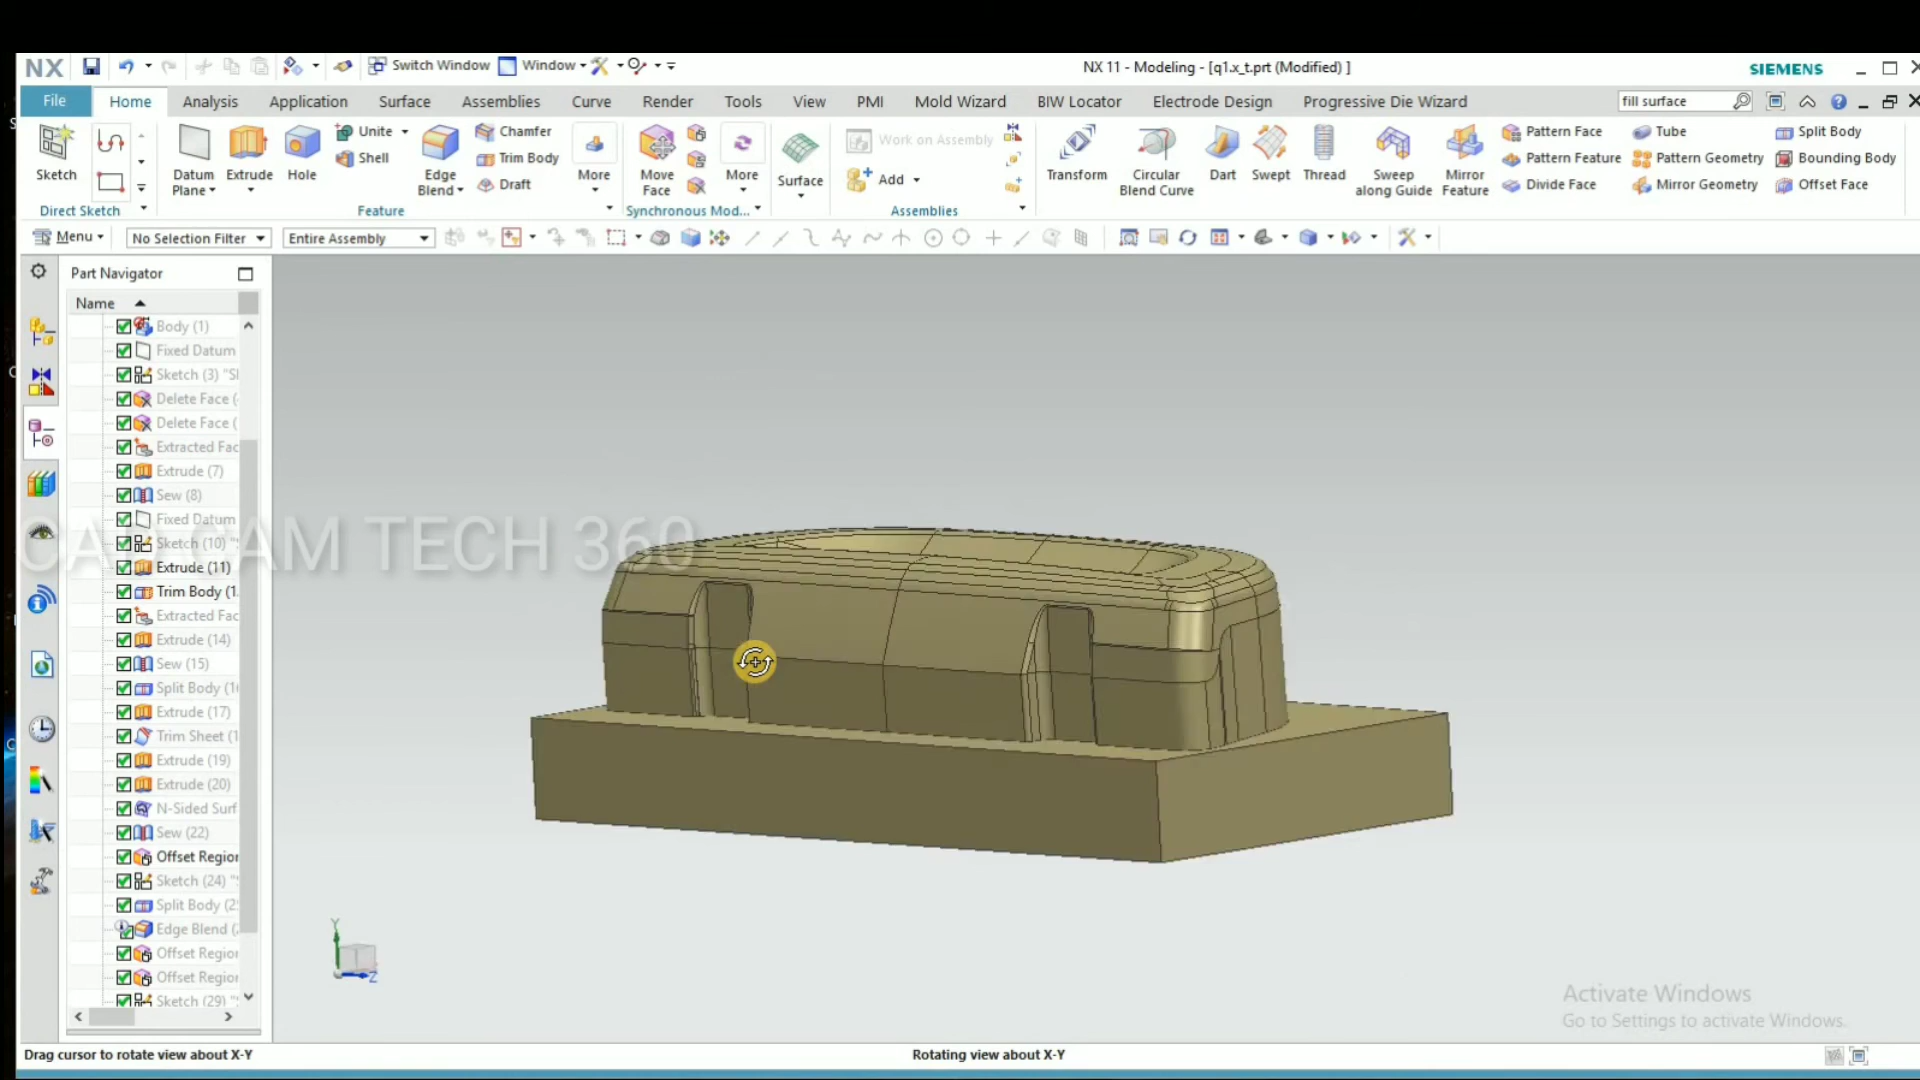 NX
Switch Window
Window
NX 11 - Modeling - [q1.x_t.prt (Modified) ]
SIEMENS
File
Home
Analysis
Application
Surface
Assemblies
Curve
Render
Tools
View
PMI
Mold Wizard
BIW Locator
Electrode Design
Progressive Die Wizard
fill surface
Sketch
Direct Sketch
Datum
Plane
Extrude
Hole
Unite
Shell
Edge
Blend
Chamfer
Trim Body
Draft
More
Feature
Move
Face
More
Synchronous Mod...
Surface
Work on Assembly
Add
Assemblies
Transform
Circular
Blend Curve
Dart
Swept
Thread
Sweep
along Guide
Mirror
Feature
Pattern Face
Pattern Feature
Divide Face
Tube
Pattern Geometry
Mirror Geometry
Split Body
Bounding Body
Offset Face
Menu
No Selection Filter
Entire Assembly
Part Navigator
Name
Body (1)
Fixed Datum
Sketch (3) "S
Delete Face (
Delete Face (
Extracted Fac
Extrude (7)
Sew (8)
Fixed Datum
Sketch (10) "
Extrude (11)
Trim Body (1
Extracted Fac
Extrude (14)
Sew (15)
Split Body (1
Extrude (17)
Trim Sheet (1
Extrude (19)
Extrude (20)
N-Sided Surf
Sew (22)
Offset Region
Sketch (24) "
Split Body (2
Edge Blend (
Offset Region
Offset Region
Sketch (29) "
CAD CAM TECH 360
Y
Z
Activate Windows
Go to Settings to activate Windows.
Drag cursor to rotate view about X-Y
Rotating view about X-Y